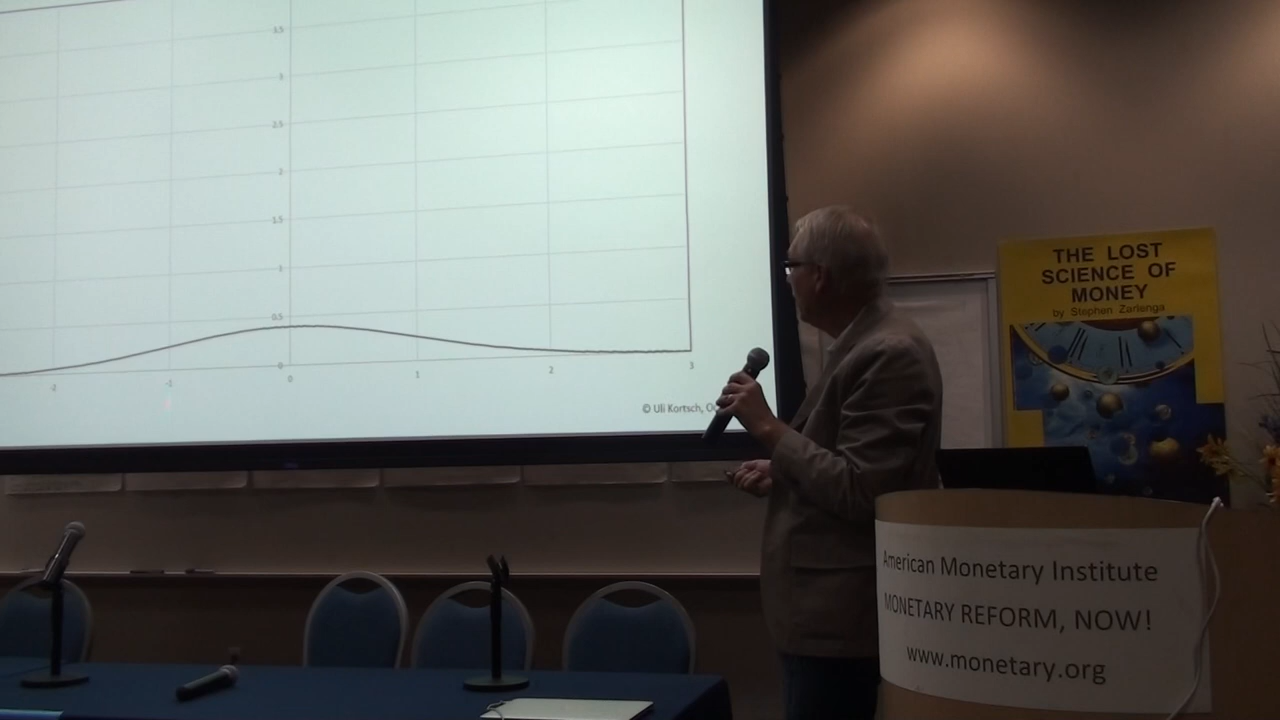 3.5
3
2.5
2
1.5
1
0.5
0
-2 -1 0 1 2 3
© Uli Kortsch,
THE LOST
SCIENCE OF
MONEY
by Stephen Zarlenga
American Monetary Institute
MONETARY REFORM, NOW!
www.monetary.org